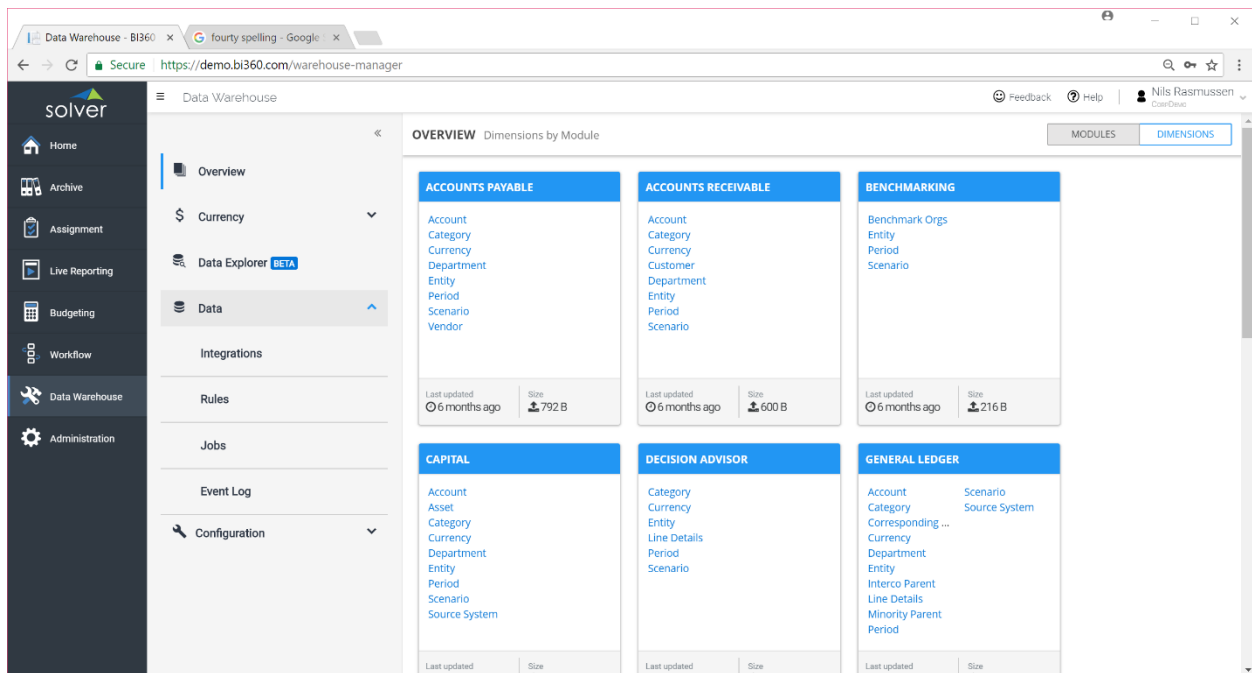 Data Warehouse - BI360
fourty spelling - Google
Secure https://demo.bi360.com/warehouse-manager
solver
Home
Archive
Assignment
Live Reporting
Budgeting
Workflow
Data Warehouse
Administration
Data Warehouse
Feedback
Help
Nils Rasmussen
Overview
Currency
Data Explorer BETA
Data
Integrations
Rules
Jobs
Event Log
Configuration
OVERVIEW Dimensions by Module
MODULES
DIMENSIONS
ACCOUNTS PAYABLE
Account
Category
Currency
Department
Entity
Period
Scenario
Vendor
Last updated
6 months ago
Size
792 B
ACCOUNTS RECEIVABLE
Account
Category
Currency
Customer
Department
Entity
Period
Scenario
Last updated
6 months ago
Size
600 B
BENCHMARKING
Benchmark Orgs
Entity
Period
Scenario
Last updated
6 months ago
Size
216 B
CAPITAL
Account
Asset
Category
Currency
Department
Entity
Period
Scenario
Source System
Last updated
Size
DECISION ADVISOR
Category
Currency
Entity
Line Details
Period
Scenario
Last updated
Size
GENERAL LEDGER
Account
Category
Corresponding ...
Currency
Department
Entity
Interco Parent
Line Details
Minority Parent
Period
Scenario
Source System
Last updated
Size